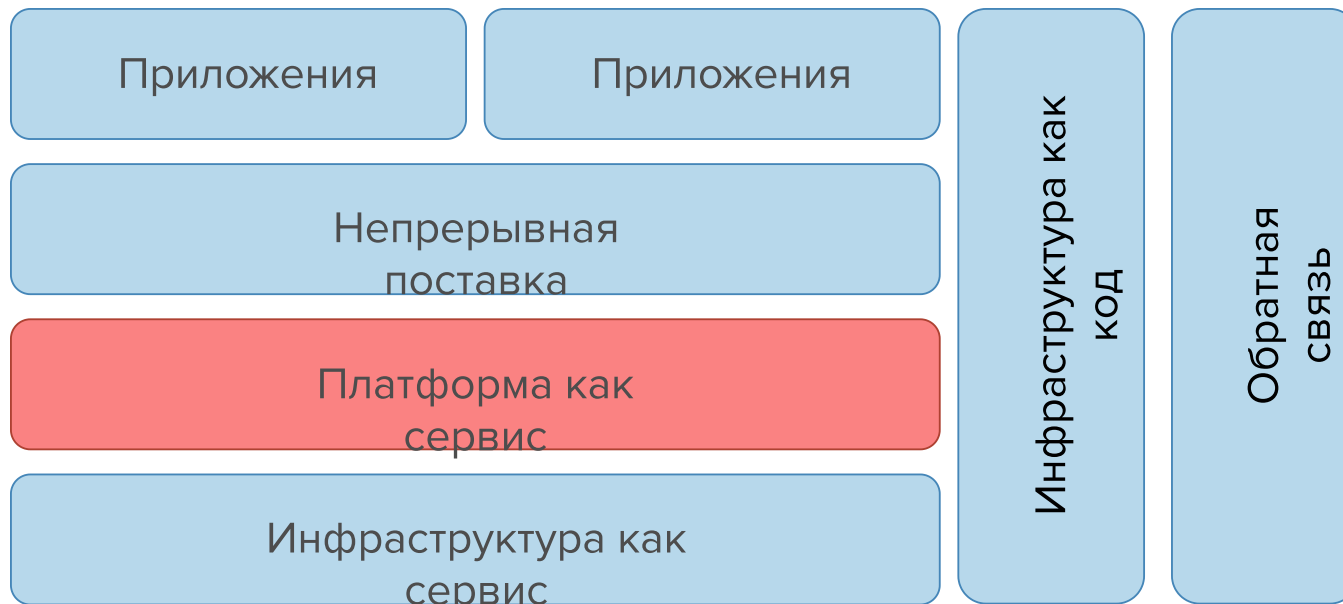 Приложения
Приложения
Непрерывная
поставка
Платформа как
сервис
Инфраструктура как
сервис
Инфраструктура как
код
Обратная
связь